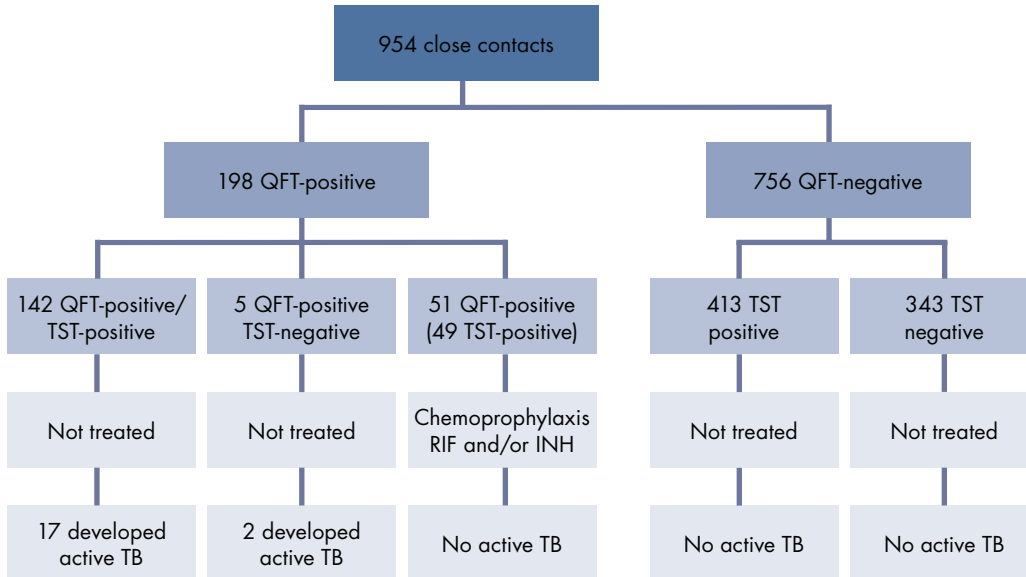 954 close contacts
198 QFT-positive
756 QFT-negative
142 QFT-positive/
TST-positive
5 QFT-positive
TST-negative
51 QFT-positive
(49 TST-positive)
413 TST
positive
343 TST
negative
Not treated
Not treated
Chemoprophylaxis
RIF and/or INH
Not treated
Not treated
17 developed
active TB
2 developed
active TB
No active TB
No active TB
No active TB